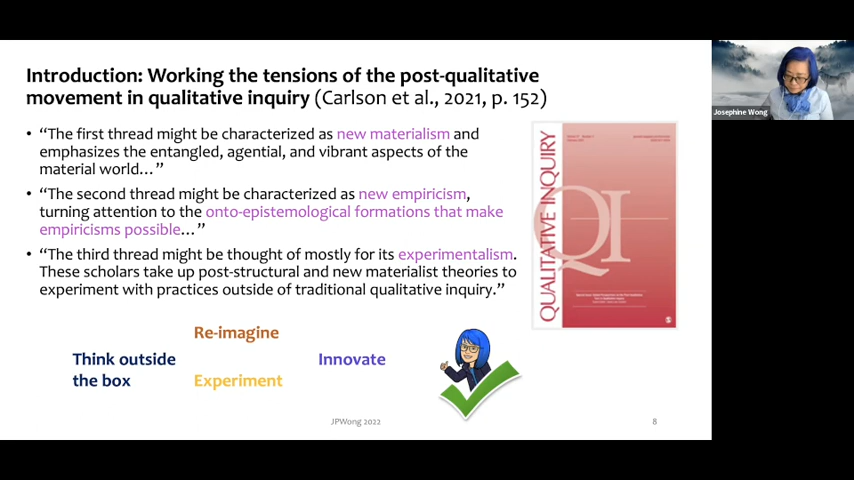 Introduction: Working the tensions of the post-qualitative
movement in qualitative inquiry (Carlson et al., 2021, p. 152)
• “The first thread might be characterized as new materialism and
emphasizes the entangled, agential, and vibrant aspects of the
material world…”
• “The second thread might be characterized as new empiricism,
turning attention to the onto-epistemological formations that make
empiricisms possible…”
• “The third thread might be thought of mostly for its experimentalism.
These scholars take up post-structural and new materialist theories to
experiment with practices outside of traditional qualitative inquiry.”
QUALITATIVE INQUIRY
QI
Re-imagine
Think outside
the box
Experiment
Innovate
JPWong 2022
8
Josephine Wong